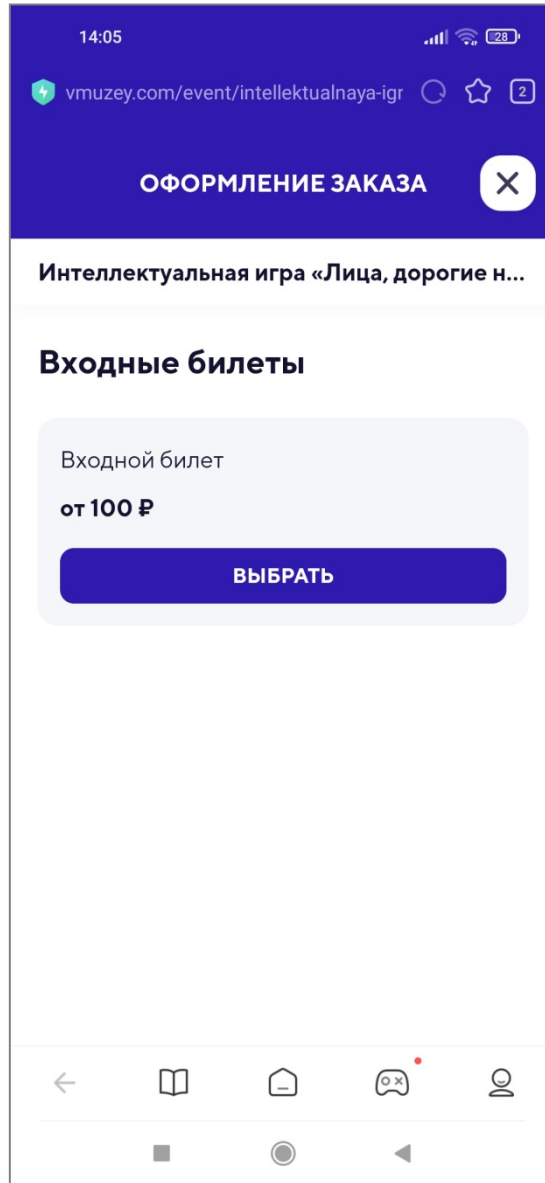 14:05
28
vmuzey.com/event/intellektualnaya-igr
2
ОФОРМЛЕНИЕ ЗАКАЗА
Интеллектуальная игра «Лица, дорогие н...
Входные билеты
Входной билет
от 100 ₽
ВЫБРАТЬ